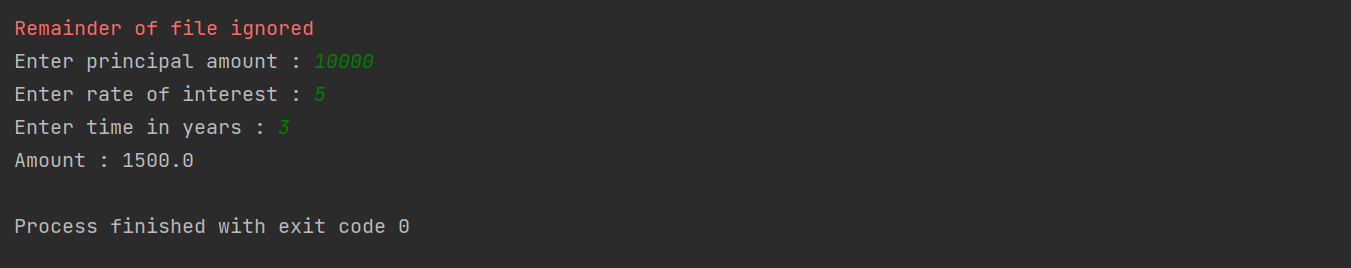 Remainder of file ignored
Enter principal amount : 10000
Enter rate of interest : 5
Enter time in years : 3
Amount : 1500.0
Process finished with exit code 0